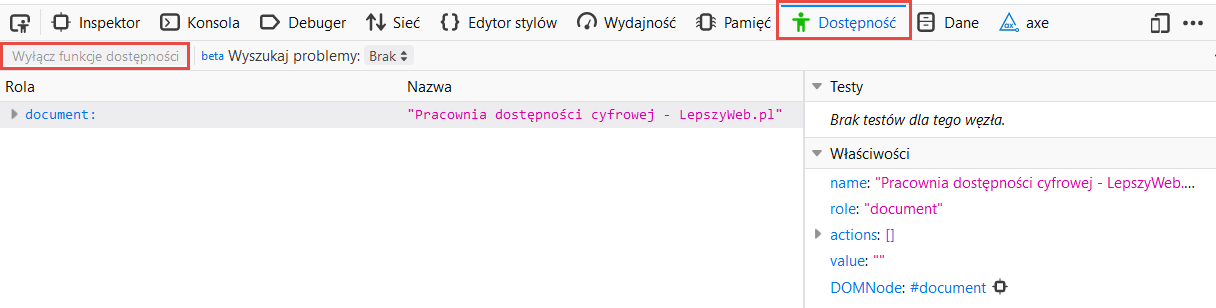 Inspektor Konsola Debuger Sieć Edytor stylów Wydajność Pamięć Dostępność Dane axe
Wyłącz funkcje dostępności beta Wyszukaj problemy: Brak
Rola Nazwa
document: "Pracownia dostępności cyfrowej - LepszyWeb.pl"
Testy
Brak testów dla tego węzła.
Właściwości
name: "Pracownia dostępności cyfrowej - LepszyWeb....
role: "document"
actions: []
value: ""
DOMNode: #document